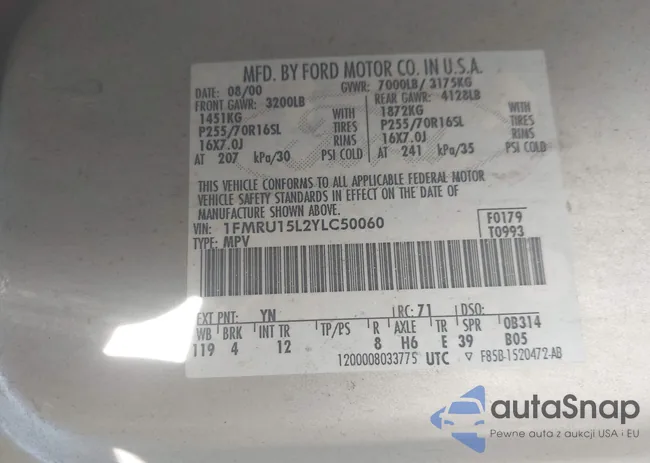 MFD. BY FORD MOTOR CO. IN U.S.A.
DATE: 08/00 GVWR: 7000LB/ 3175KG
FRONT GAWR: 3200LB REAR GAWR: 4128LB
1451KG WITH 1872KG WITH
P255/70R16SL TIRES P255/70R16SL TIRES
16X7.0J RIMS 16X7.0J RIMS
AT 207 kPa/30 PSI COLD AT 241 kPa/35 PSI COLD
THIS VEHICLE CONFORMS TO ALL APPLICABLE FEDERAL MOTOR
VEHICLE SAFETY STANDARDS IN EFFECT ON THE DATE OF
MANUFACTURE SHOWN ABOVE.
VIN: 1FMRU15L2YLC50060 F0179
TYPE: MPV T0993
EXT PNT: YN RC: 71 DSO:
WB BRK INT TR TP/PS R AXLE TR SPR 0B314
119 4 12 8 H6 E 39 B05
1200008033775 UTC ▽ F85B-1520472-AB
autaSnap
Pewne auta z aukcji USA i EU